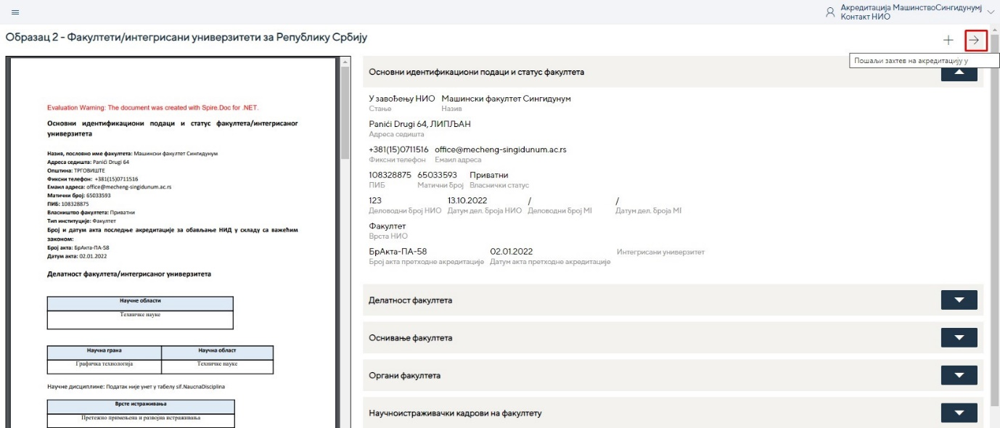 Акредитација МашинствоСингидунумј
Контакт НИО
Образац 2 - Факултети/интегрисани универзитети за Републику Србију
Пошаљи захтев на акредитацију у
Evaluation Warning: The document was created with Spire.Doc for .NET.
Основни идентификациони подаци и статус факултета/интегрисаног
универзитета
Назив, пословно име факултета: Машински факултет Сингидунум
Адреса седишта: Panići Drugi 64
Општина: ТРГОВИШТЕ
Фиксни телефон: +381(15)0711516
Емаил адреса: office@mecheng-singidunum.ac.rs
Матични број: 65033593
ПИБ: 108328875
Власништво факултета: Приватни
Тип институције: Факултет
Број и датум акта последње акредитације за обављање НИД у складу са важећим
законом:
Број акта: БрАкта-ПА-58
Датум акта: 02.01.2022
Делатност факултета/интегрисаног универзитета
Научне области
Техничке науке
Научна грана Научна област
Графичка технологија Техничке науке
Научне дисциплине: Податак није унет у табелу sif.NaucnaDisciplina
Врсте истраживања
Претежно примењена и развојна истраживања
Основни идентификациони подаци и статус факултета
У завођењу НИО Машински факултет Сингидунум
Стање Назив
Panići Drugi 64, ЛИПЉАН
Адреса седишта
+381(15)0711516 office@mecheng-singidunum.ac.rs
Фиксни телефон Емаил адреса
108328875 65033593 Приватни
ПИБ Матични број Власнички статус
123 13.10.2022 / /
Деловодни број НИО Датум дел. броја НИО Деловодни број MI Датум дел. броја MI
Факултет
Врста НИО
БрАкта-ПА-58 02.01.2022 Интегрисани универзитет
Број акта претходне акредитације Датум акта претходне акредитације
Делатност факултета
Оснивање факултета
Органи факултета
Научноистраживачки кадрови на факултету